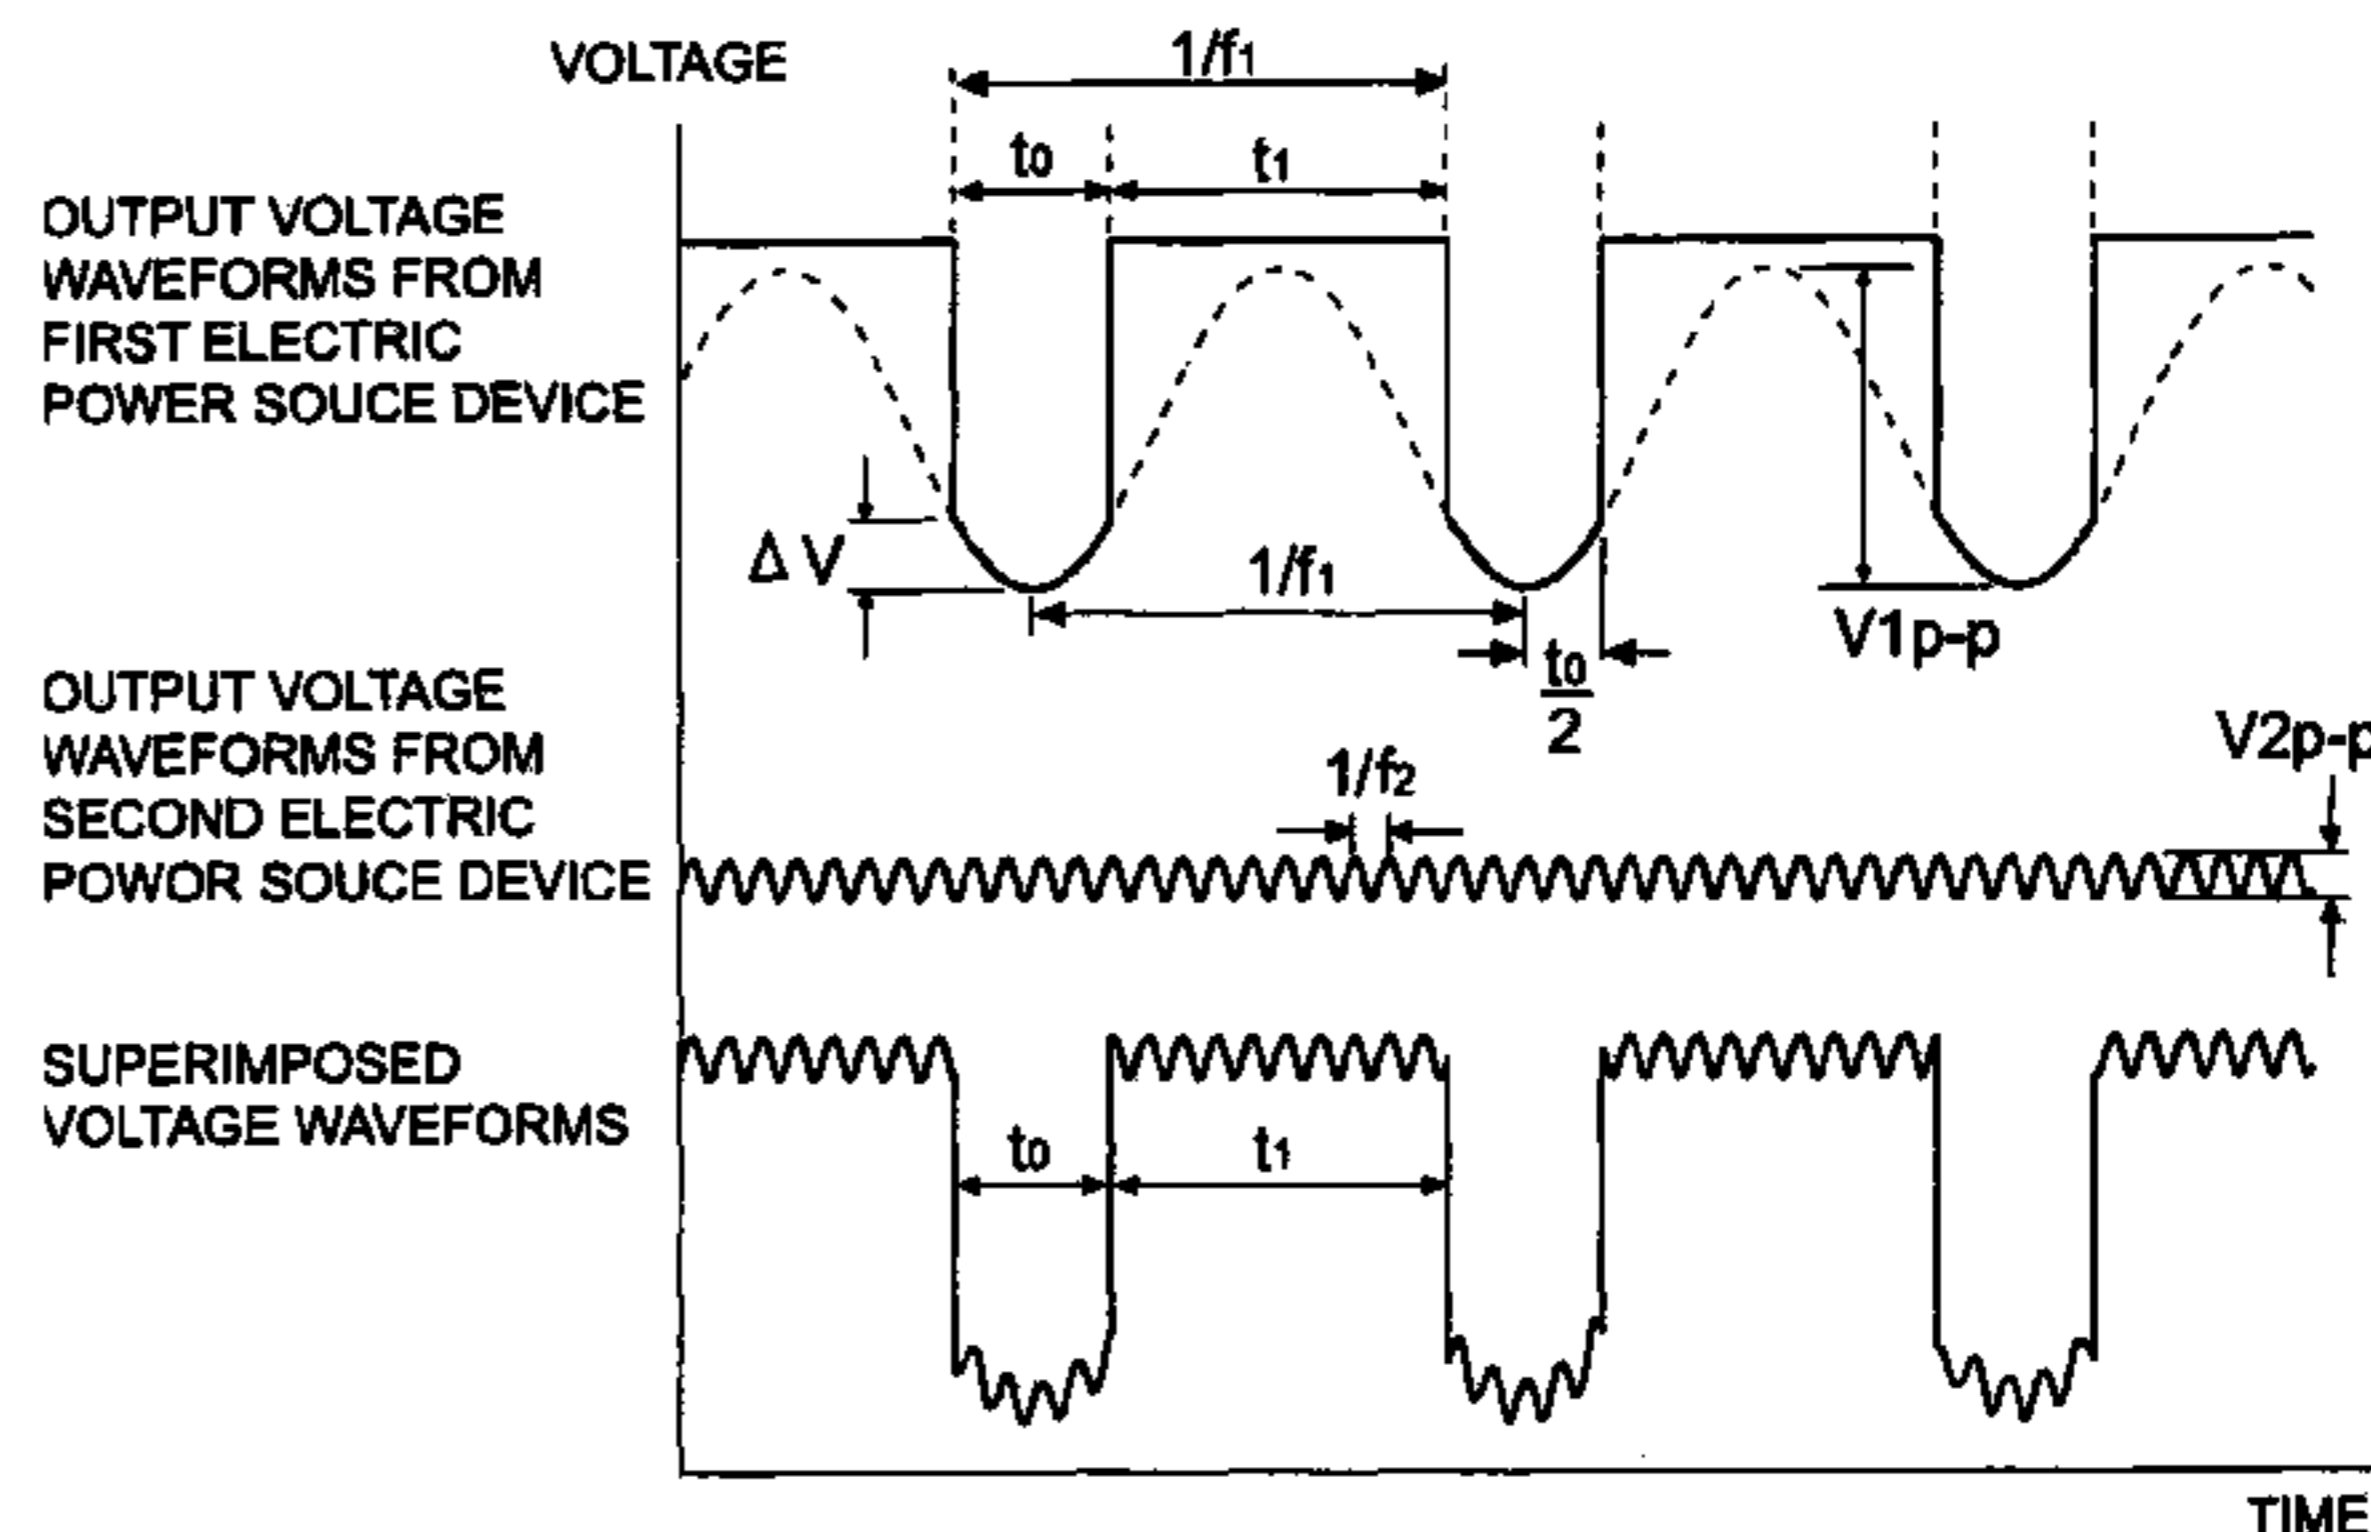 VOLTAGE
1/f1
t0
t1
OUTPUT VOLTAGE
WAVEFORMS FROM
FIRST ELECTRIC
POWER SOUCE DEVICE
ΔV
1/f1
t0
2
V1p-p
OUTPUT VOLTAGE
WAVEFORMS FROM
SECOND ELECTRIC
POWOR SOUCE DEVICE
1/f2
V2p-p
SUPERIMPOSED
VOLTAGE WAVEFORMS
t0
t1
TIME